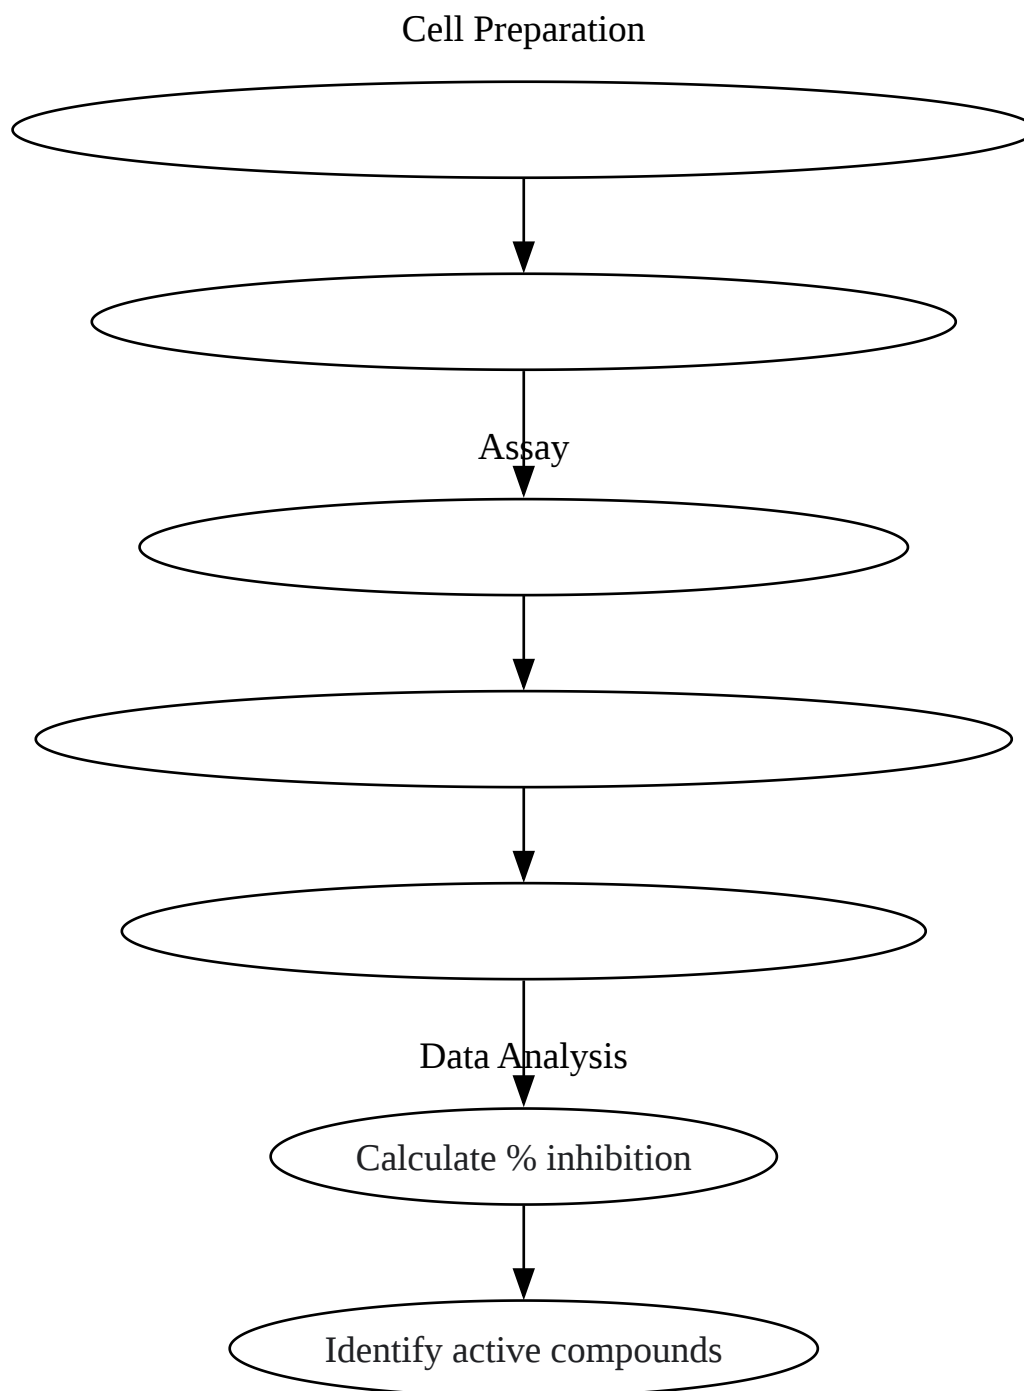 Cell Preparation
Assay
Data Analysis
Calculate % inhibition
Identify active compounds